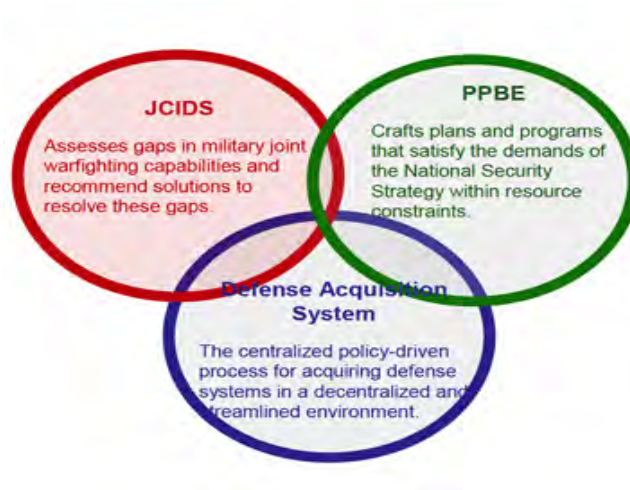 JCIDS
Assesses gaps in military joint
warfighting capabilities and
recommend solutions to
resolve these gaps.
PPBE
Crafts plans and programs
that satisfy the demands of
the National Security
Strategy within resource
constraints.
Defense Acquisition
System
The centralized policy-driven
process for acquiring defense
systems in a decentralized and
streamlined environment.